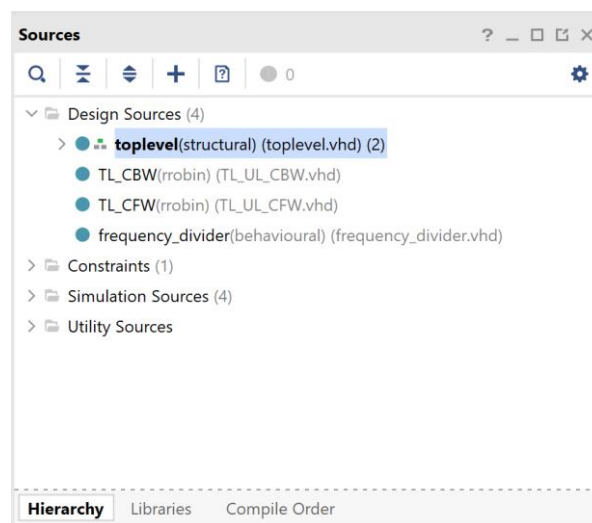 Sources
? _
0
Design Sources (4)
toplevel(structural) (toplevel.vhd) (2)
TL_CBW(rrobin) (TL_UL_CBW.vhd)
TL_CFW(rrobin) (TL_UL_CFW.vhd)
frequency_divider(behavioural) (frequency_divider.vhd)
Constraints (1)
Simulation Sources (4)
Utility Sources
Hierarchy Libraries Compile Order